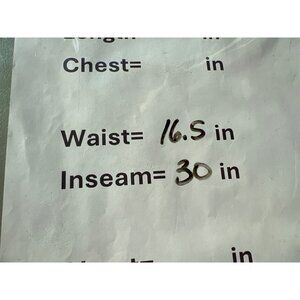 Chest= in
Waist= 16.5 in
Inseam= 30 in
in